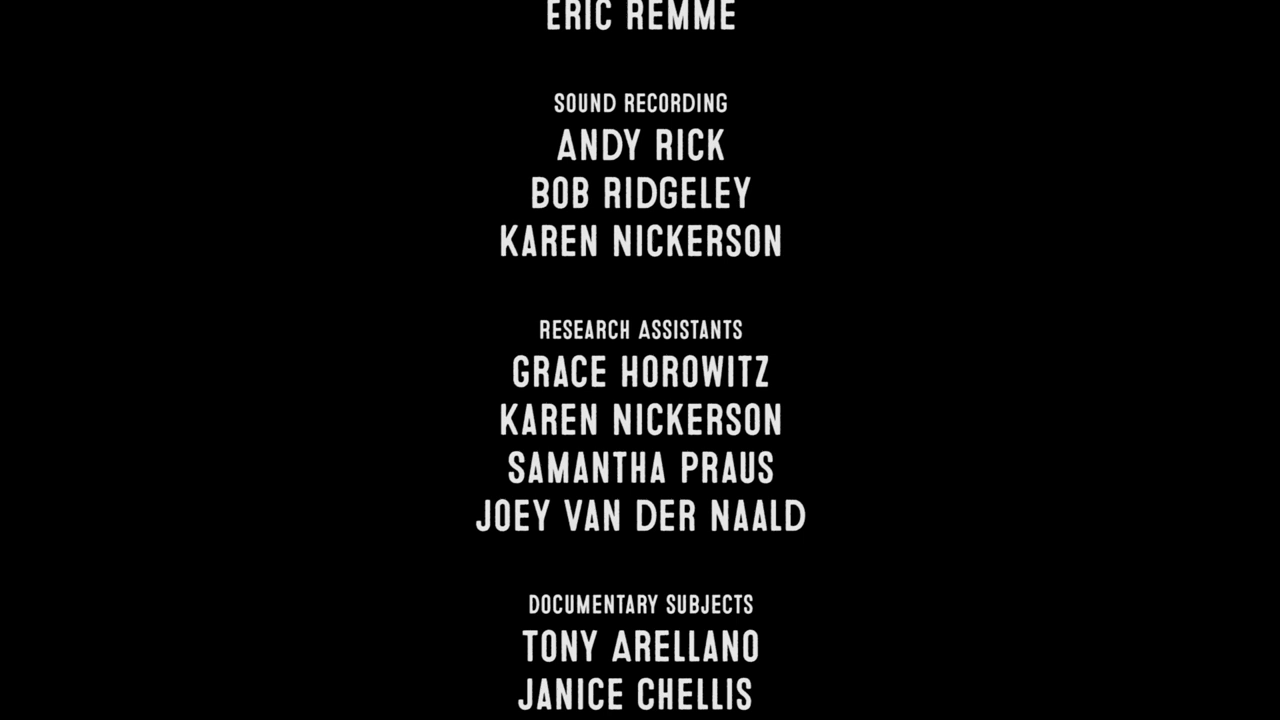 ERIC REMME
SOUND RECORDING
ANDY RICK
BOB RIDGELEY
KAREN NICKERSON
RESEARCH ASSISTANTS
GRACE HOROWITZ
KAREN NICKERSON
SAMANTHA PRAUS
JOEY VAN DER NAALD
DOCUMENTARY SUBJECTS
TONY ARELLANO
JANICE CHELLIS